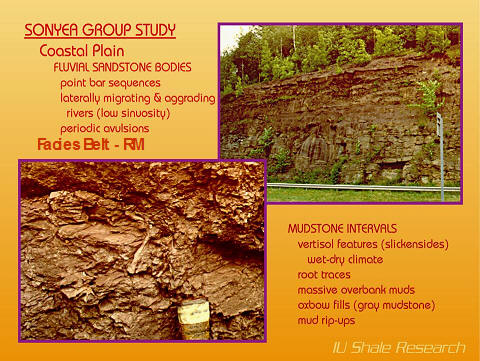 SONYEA GROUP STUDY
Coastal Plain
FLUVIAL SANDSTONE BODIES
point bar sequences
laterally migrating & aggrading
rivers (low sinuosity)
periodic avulsions
Facies Belt - RM
MUDSTONE INTERVALS
vertisol features (slickensides)
wet-dry climate
root traces
massive overbank muds
oxbow fills (gray mudstone)
mud rip-ups
IU Shale Research